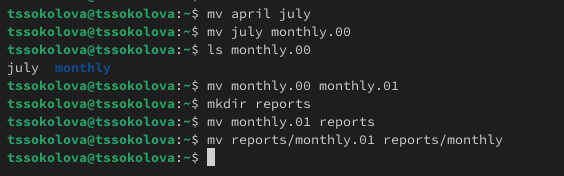 tssokolova@tssokolova:~$ mv april july
tssokolova@tssokolova:~$ mv july monthly.00
tssokolova@tssokolova:~$ ls monthly.00
july  monthly
tssokolova@tssokolova:~$ mv monthly.00 monthly.01
tssokolova@tssokolova:~$ mkdir reports
tssokolova@tssokolova:~$ mv monthly.01 reports
tssokolova@tssokolova:~$ mv reports/monthly.01 reports/monthly
tssokolova@tssokolova:~$